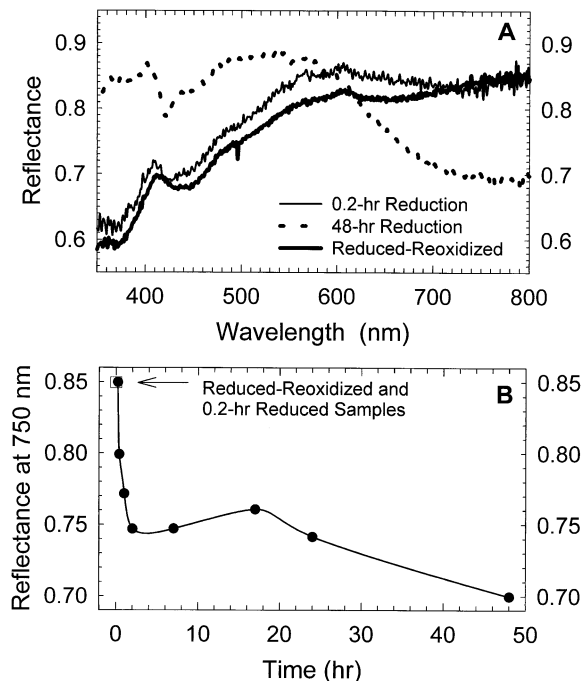 A
0.9
0.9
0.8
0.8
0.7
0.7
0.6
0.6
Reflectance
0.2-hr Reduction
48-hr Reduction
Reduced-Reoxidized
400
500
600
700
800
Wavelength (nm)
B
0.85
0.85
0.80
0.80
0.75
0.75
0.70
0.70
Reflectance at 750 nm
Reduced-Reoxidized and
0.2-hr Reduced Samples
0
10
20
30
40
50
Time (hr)